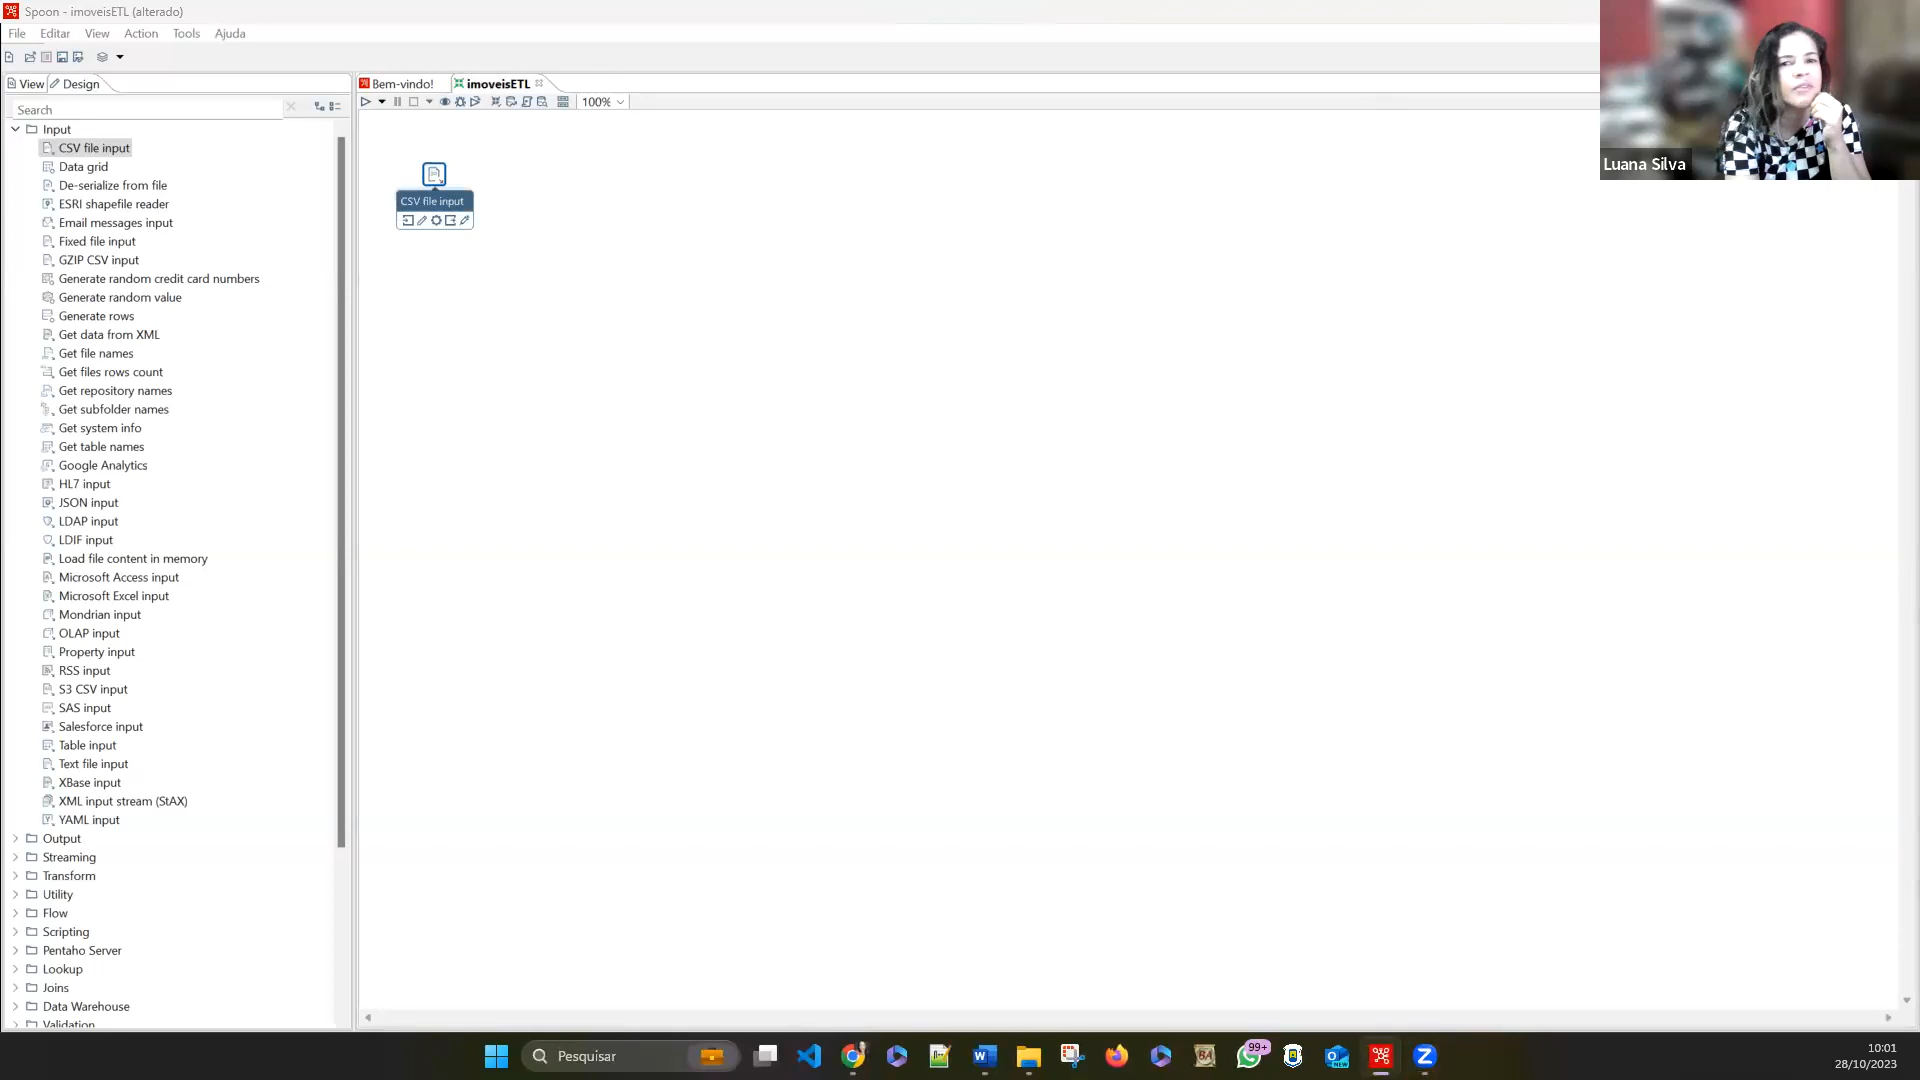 Spoon - imoveisETL (alterado)
File Editar View Action Tools Ajuda
View Design
Bem-vindo! imoveisETL
100%
Search
Input
CSV file input
Data grid
De-serialize from file
ESRI shapefile reader
Email messages input
Fixed file input
GZIP CSV input
Generate random credit card numbers
Generate random value
Generate rows
Get data from XML
Get file names
Get files rows count
Get repository names
Get subfolder names
Get system info
Get table names
Google Analytics
HL7 input
JSON input
LDAP input
LDIF input
Load file content in memory
Microsoft Access input
Microsoft Excel input
Mondrian input
OLAP input
Property input
RSS input
S3 CSV input
SAS input
Salesforce input
Table input
Text file input
XBase input
XML input stream (StAX)
YAML input
Output
Streaming
Transform
Utility
Flow
Scripting
Pentaho Server
Lookup
Joins
Data Warehouse
Validation
CSV file input
Luana Silva
Pesquisar
99+
10:01
28/10/2023